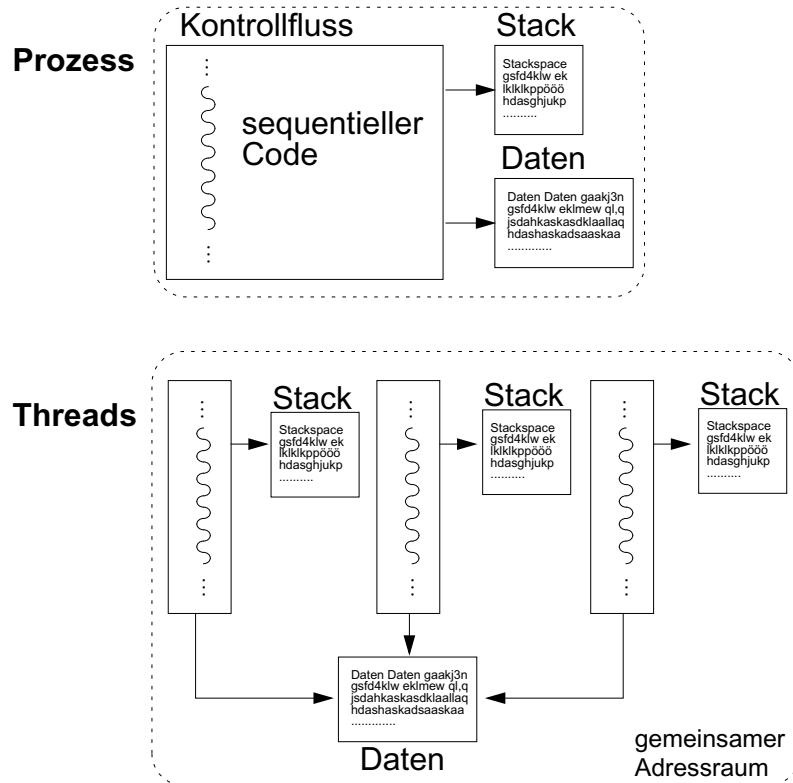 Kontrollfluss
Stack
Prozess
Stackspace
gsfd4klw ek
lklklkppööö
hdasghjukp
..........
sequentieller
Code
Daten
Daten Daten gaakj3n
gsfd4klw eklmew ql,q
jsdahkaskasdklaallaq
hdashaskadsaaskaa
.............
Threads
Stack
Stackspace
gsfd4klw ek
lklklkppööö
hdasghjukp
..........
Stack
Stackspace
gsfd4klw ek
lklklkppööö
hdasghjukp
..........
Stack
Stackspace
gsfd4klw ek
lklklkppööö
hdasghjukp
..........
Daten Daten gaakj3n
gsfd4klw eklmew ql,q
jsdahkaskasdklaallaq
hdashaskadsaaskaa
.............
Daten
gemeinsamer
Adressraum